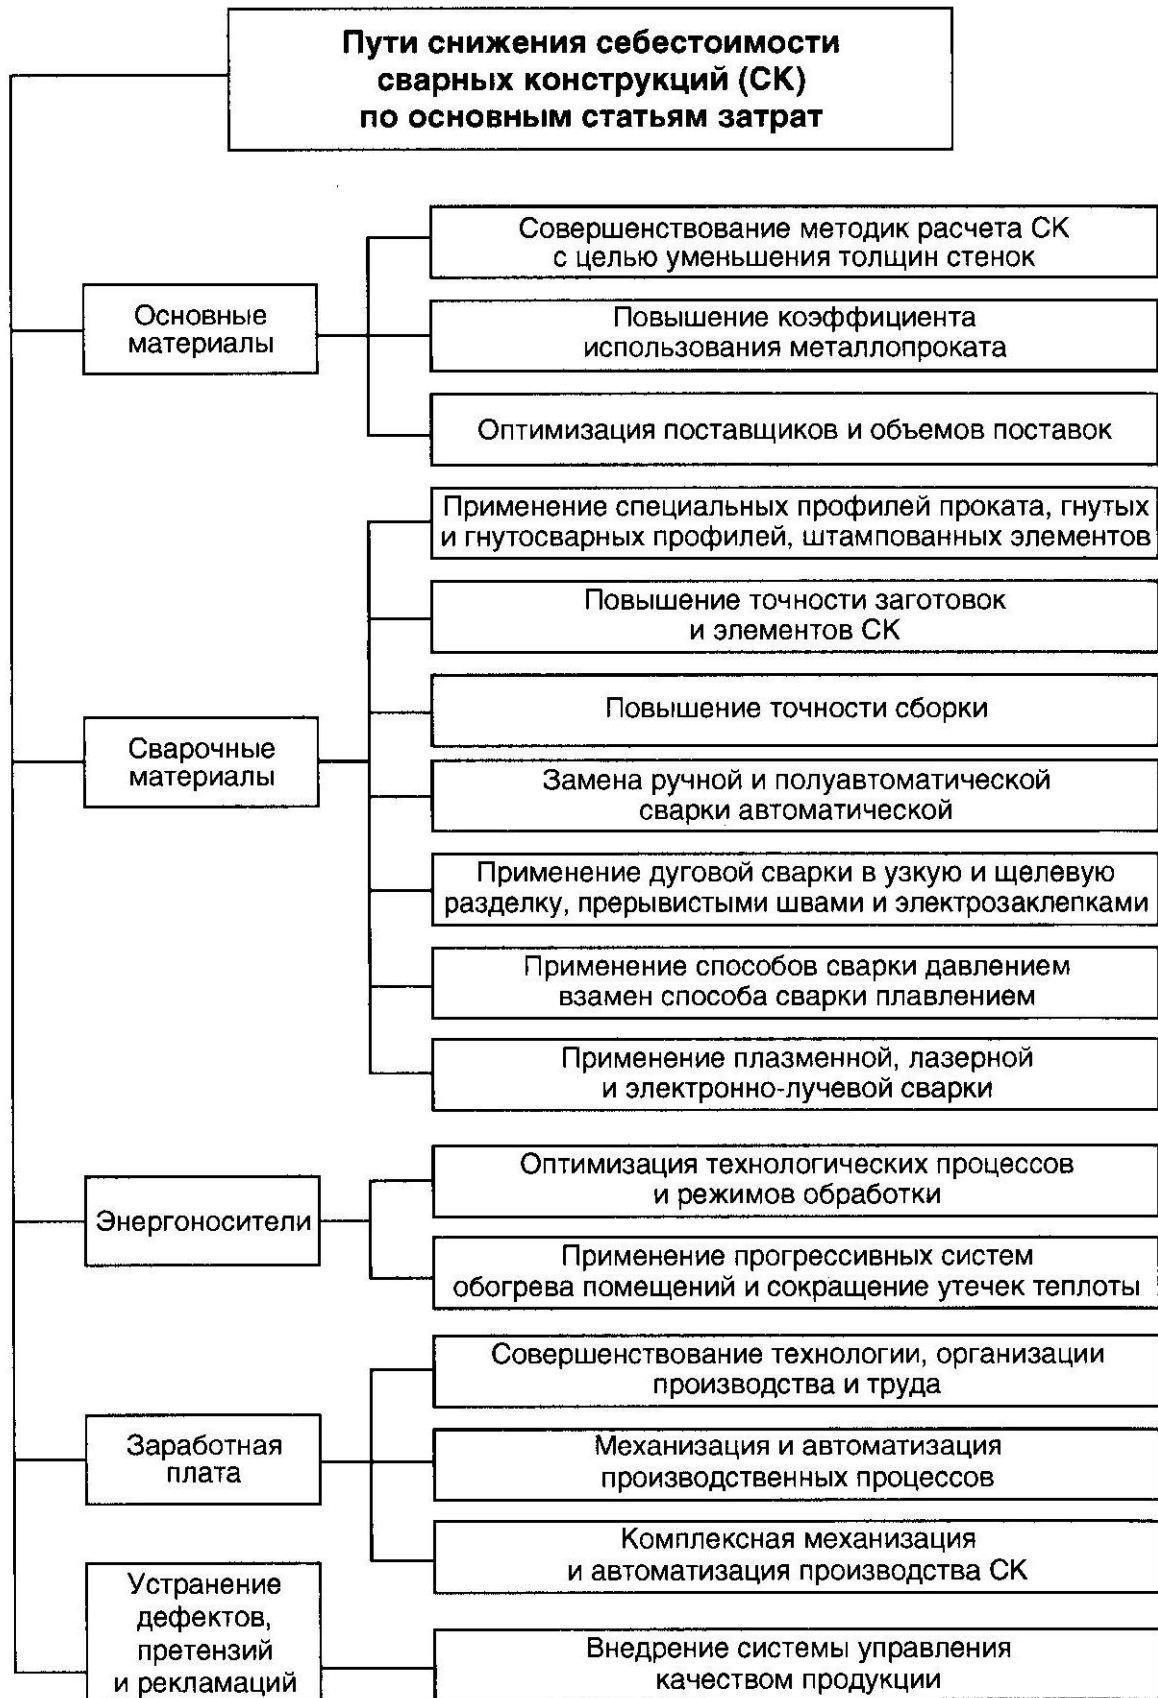 Пути снижения себестоимости
сварных конструкций (СК)
по основным статьям затрат
Основные
материалы
Совершенствование методик расчета СК
с целью уменьшения толщин стенок
Повышение коэффициента
использования металлопроката
Оптимизация поставщиков и объемов поставок
Сварочные
материалы
Применение специальных профилей проката, гнутых
и гнутосварных профилей, штампованных элементов
Повышение точности заготовок
и элементов СК
Повышение точности сборки
Замена ручной и полуавтоматической
сварки автоматической
Применение дуговой сварки в узкую и щелевую
разделку, прерывистыми швами и электрозаклепками
Применение способов сварки давлением
взамен способа сварки плавлением
Применение плазменной, лазерной
и электронно-лучевой сварки
Энергоносители
Оптимизация технологических процессов
и режимов обработки
Применение прогрессивных систем
обогрева помещений и сокращение утечек теплоты
Заработная
плата
Совершенствование технологии, организации
производства и труда
Механизация и автоматизация
производственных процессов
Комплексная механизация
и автоматизация производства СК
Устранение
дефектов,
претензий
и рекламаций
Внедрение системы управления
качеством продукции